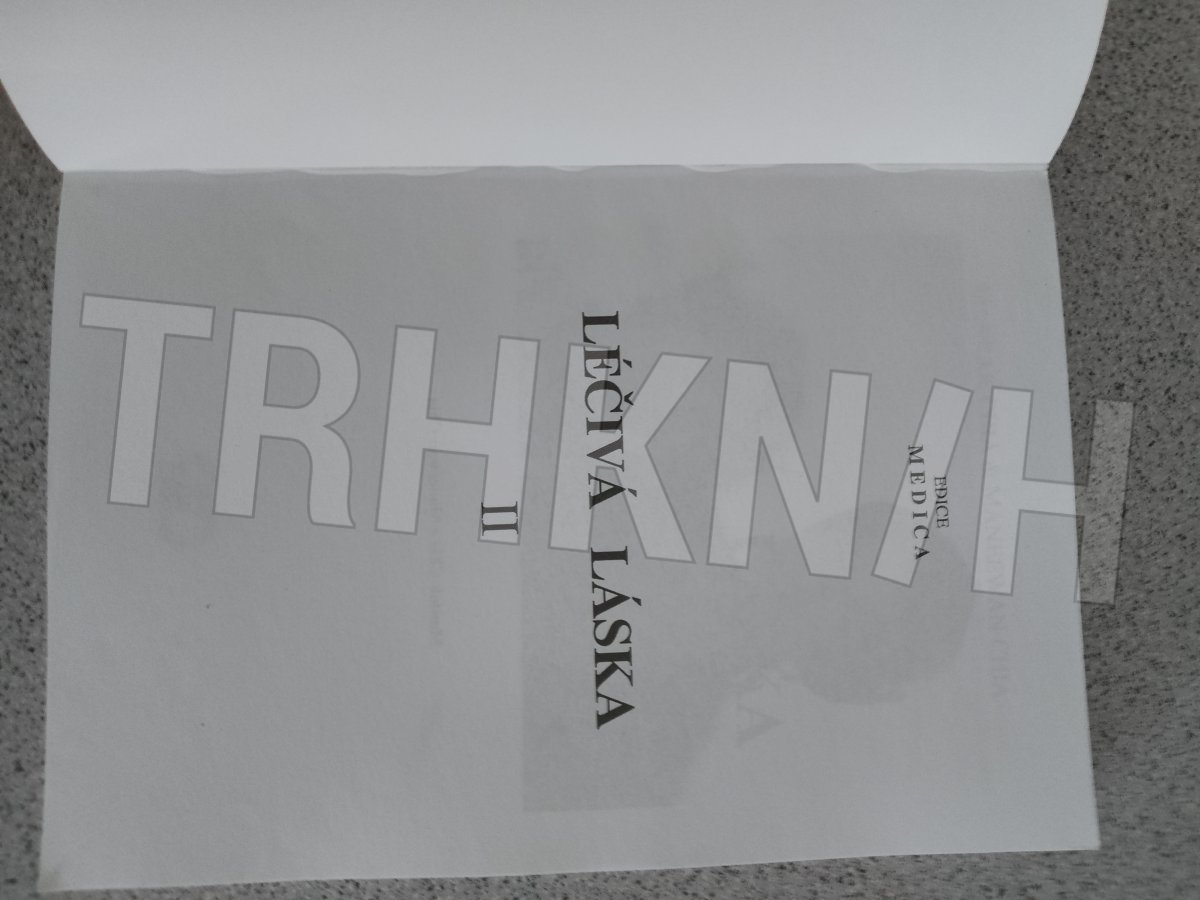 EDICE
MEDICA
LÉČIVÁ LÁSKA
II
TRHKNIH